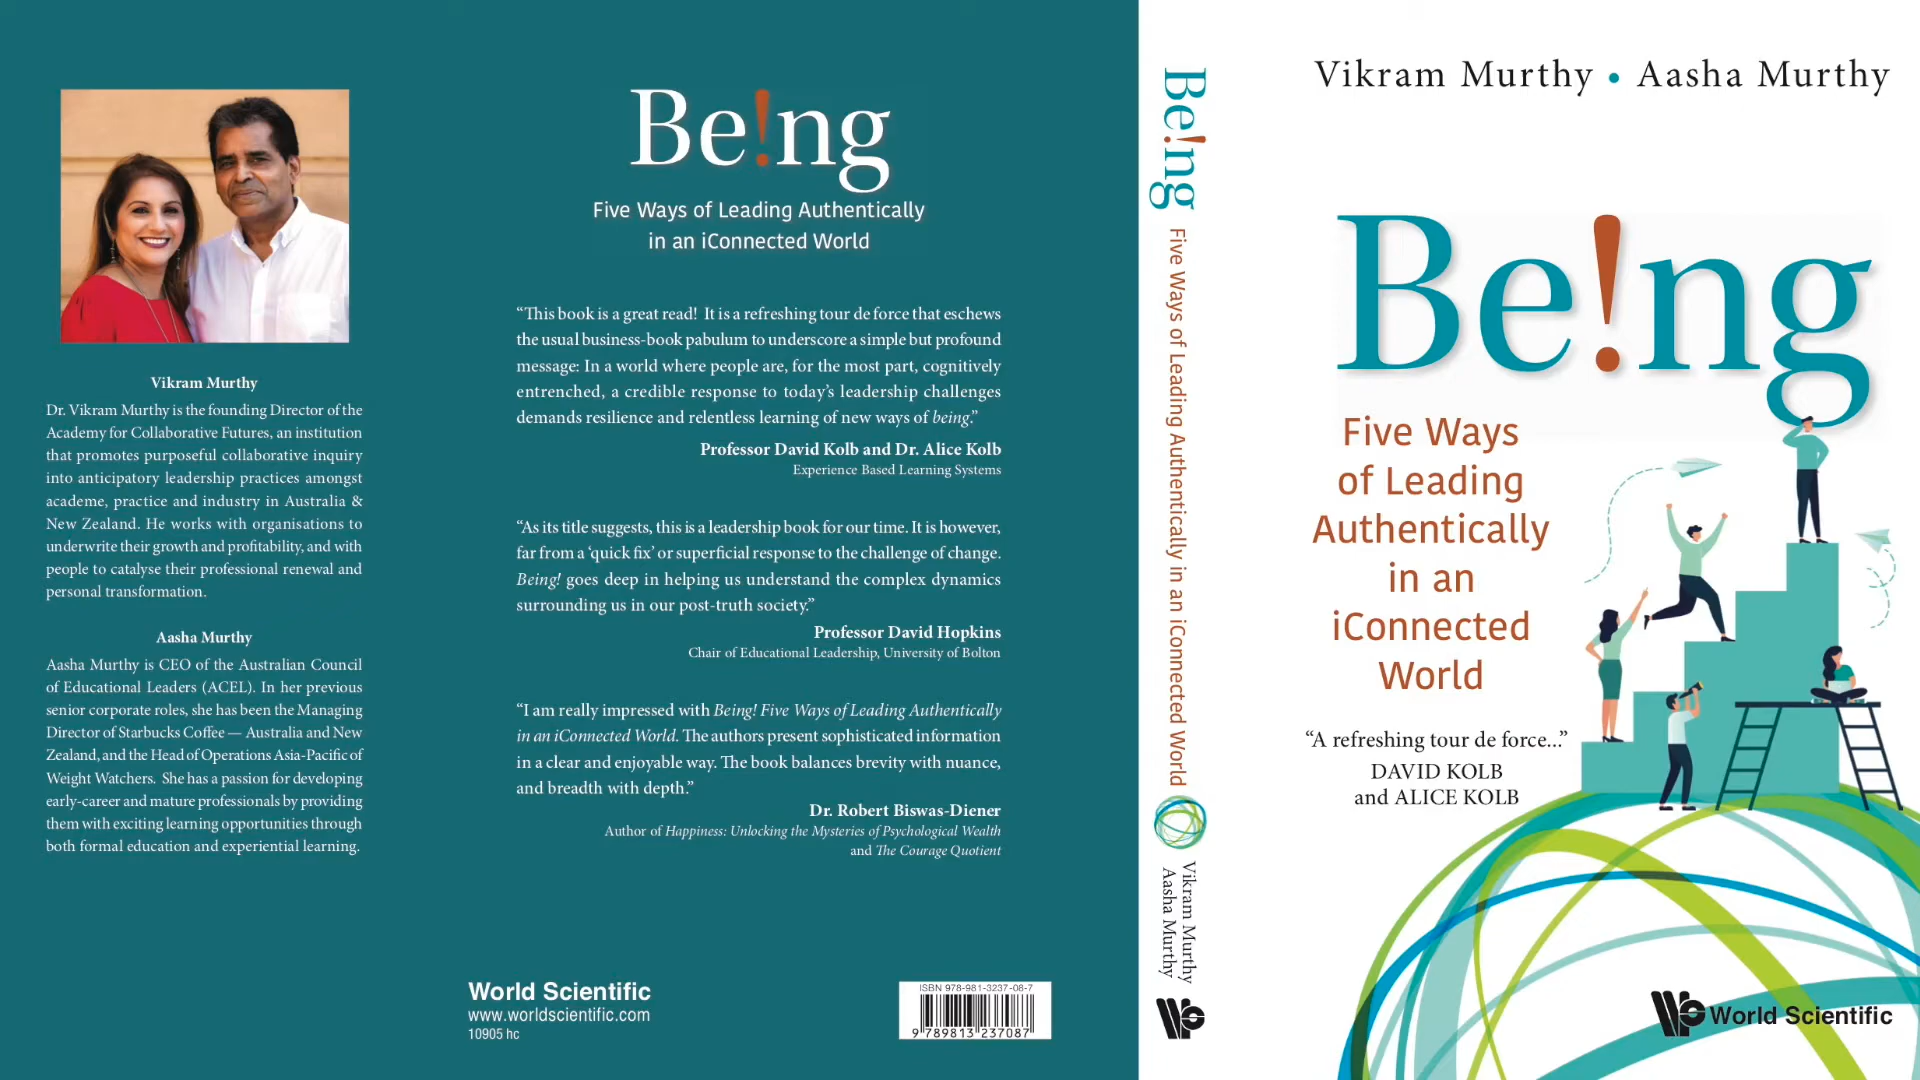 Vikram Murthy
Dr. Vikram Murthy is the founding Director of the
Academy for Collaborative Futures, an institution
that promotes purposeful collaborative inquiry
into anticipatory leadership practices amongst
academe, practice and industry in Australia &
New Zealand. He works with organisations to
underwrite their growth and profitability, and with
people to catalyse their professional renewal and
personal transformation.
Aasha Murthy
Aasha Murthy is CEO of the Australian Council
of Educational Leaders (ACEL). In her previous
senior corporate roles, she has been the Managing
Director of Starbucks Coffee — Australia and New
Zealand, and the Head of Operations Asia-Pacific of
Weight Watchers. She has a passion for developing
early-career and mature professionals by providing
them with exciting learning opportunities through
both formal education and experiential learning.
Be!ng
Five Ways of Leading Authentically
in an iConnected World
“This book is a great read! It is a refreshing tour de force that eschews
the usual business-book pabulum to underscore a simple but profound
message: In a world where people are, for the most part, cognitively
entrenched, a credible response to today’s leadership challenges
demands resilience and relentless learning of new ways of being.”
Professor David Kolb and Dr. Alice Kolb
Experience Based Learning Systems
“As its title suggests, this is a leadership book for our time. It is however,
far from a ‘quick fix’ or superficial response to the challenge of change.
Being! goes deep in helping us understand the complex dynamics
surrounding us in our post-truth society.”
Professor David Hopkins
Chair of Educational Leadership, University of Bolton
“I am really impressed with Being! Five Ways of Leading Authentically
in an iConnected World. The authors present sophisticated information
in a clear and enjoyable way. The book balances brevity with nuance,
and breadth with depth.”
Dr. Robert Biswas-Diener
Author of Happiness: Unlocking the Mysteries of Psychological Wealth
and The Courage Quotient
World Scientific
www.worldscientific.com
10905 hc
ISBN 978-981-3237-08-7
9 789813 237087
Be!ng
Five Ways of Leading Authentically in an iConnected World
Vikram Murthy
Aasha Murthy
Vikram Murthy • Aasha Murthy
Be!ng
Five Ways
of Leading
Authentically
in an
iConnected
World
“A refreshing tour de force...”
DAVID KOLB
and ALICE KOLB
World Scientific